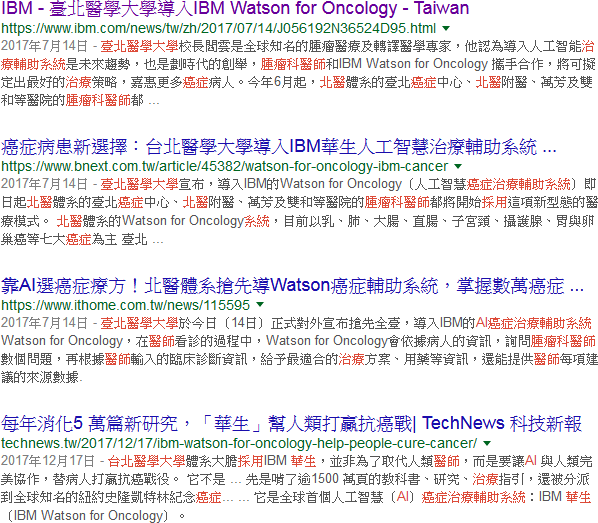 IBM - 臺北醫學大學導入IBM Watson for Oncology - Taiwan
https://www.ibm.com/news/tw/zh/2017/07/14/J056192N36524D95.html
2017年7月14日 - 臺北醫學大學校長閻雲是全球知名的腫瘤醫療及轉譯醫學專家，他認為導入人工智能治
療輔助系統是未來趨勢，也是劃時代的創舉，腫瘤科醫師和IBM Watson for Oncology 攜手合作，將可擬
定出最好的治療策略，嘉惠更多癌症病人。今年6月起，北醫體系的臺北癌症中心、北醫附醫、萬芳及雙
和等醫院的腫瘤科醫師都 ...
癌症病患新選擇：台北醫學大學導入IBM華生人工智慧治療輔助系統 ...
https://www.bnext.com.tw/article/45382/watson-for-oncology-ibm-cancer
2017年7月14日 - 臺北醫學大學宣布，導入IBM的Watson for Oncology〔人工智慧癌症治療輔助系統〕即
日起北醫體系的臺北癌症中心、北醫附醫、萬芳及雙和等醫院的腫瘤科醫師都將開始採用這項新型態的醫
療模式。 北醫體系的Watson for Oncology系統，目前以乳、肺、大腸、直腸、子宮頸、攝護腺、胃與卵
巢癌等七大癌症為主 臺北 ...
靠AI選癌症療方！北醫體系搶先導Watson癌症輔助系統，掌握數萬癌症 ...
https://www.ithome.com.tw/news/115595
2017年7月14日 - 臺北醫學大學於今日〔14日〕正式對外宣布搶先全臺，導入IBM的AI癌症治療輔助系統
Watson for Oncology，在醫師看診的過程中，Watson for Oncology會依據病人的資訊，詢問腫瘤科醫師
數個問題，再根據醫師輸入的臨床診斷資訊，給予最適合的治療方案、用藥等資訊，還能提供醫師每項建
議的來源數據.
每年消化5 萬篇新研究，「華生」幫人類打贏抗癌戰| TechNews 科技新報
technews.tw/2017/12/17/ibm-watson-for-oncology-help-people-cure-cancer/
2017年12月17日 - 台北醫學大學體系大膽採用IBM 華生，並非為了取代人類醫師，而是要讓AI 與人類完
美協作，替病人打贏抗癌戰役。 它不是 ... 先是啃了逾1500 萬頁的教科書、研究、治療指引，還被分派
到全球知名的紐約史隆凱特林紀念癌症... ... 它是全球首個人工智慧〔AI〕癌症治療輔助系統：IBM 華生
〔IBM Watson for Oncology〕。